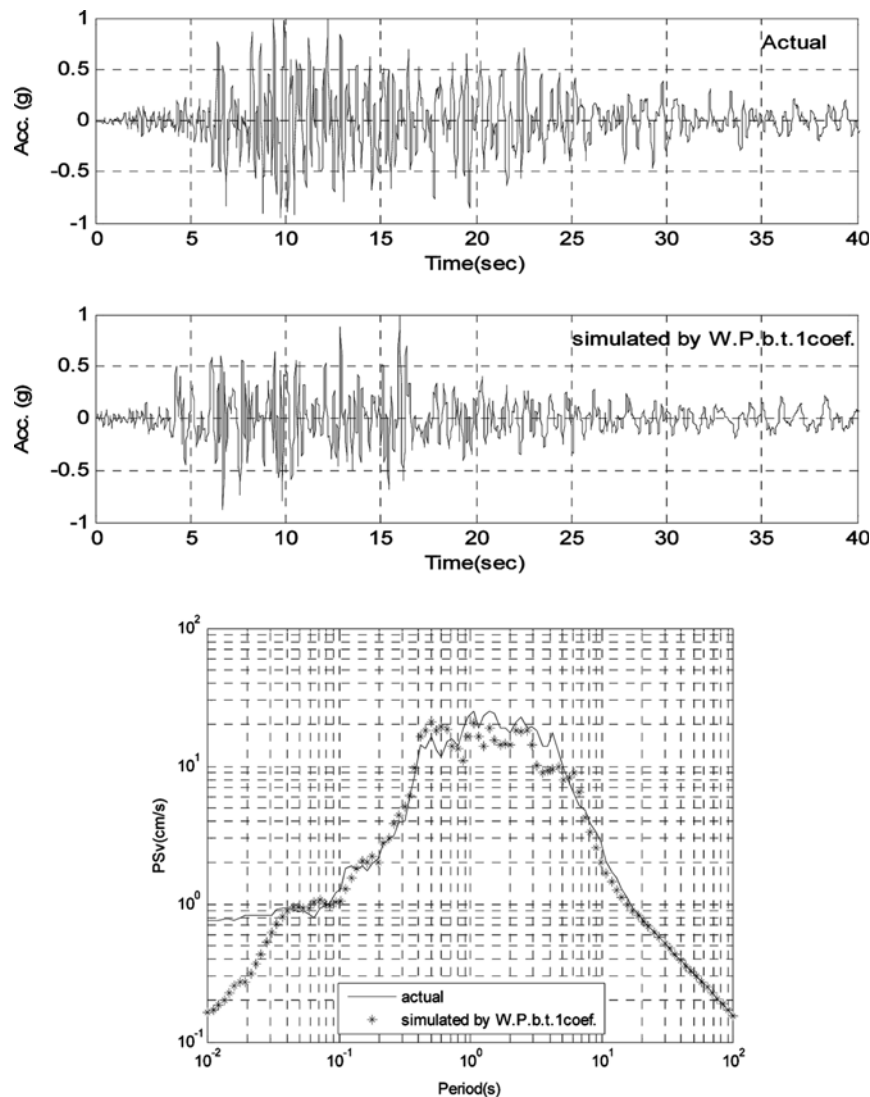 1
0.5
0
-0.5
-1
Acc. (g)
Actual
0 5 10 15 20 25 30 35 40
Time(sec)
1
0.5
0
-0.5
-1
Acc. (g)
simulated by W.P.b.t.1coef.
0 5 10 15 20 25 30 35 40
Time(sec)
10^2
10^1
10^0
10^-1
PSv(cm/s)
actual
simulated by W.P.b.t.1coef.
10^-2 10^-1 10^0 10^1 10^2
Period(s)